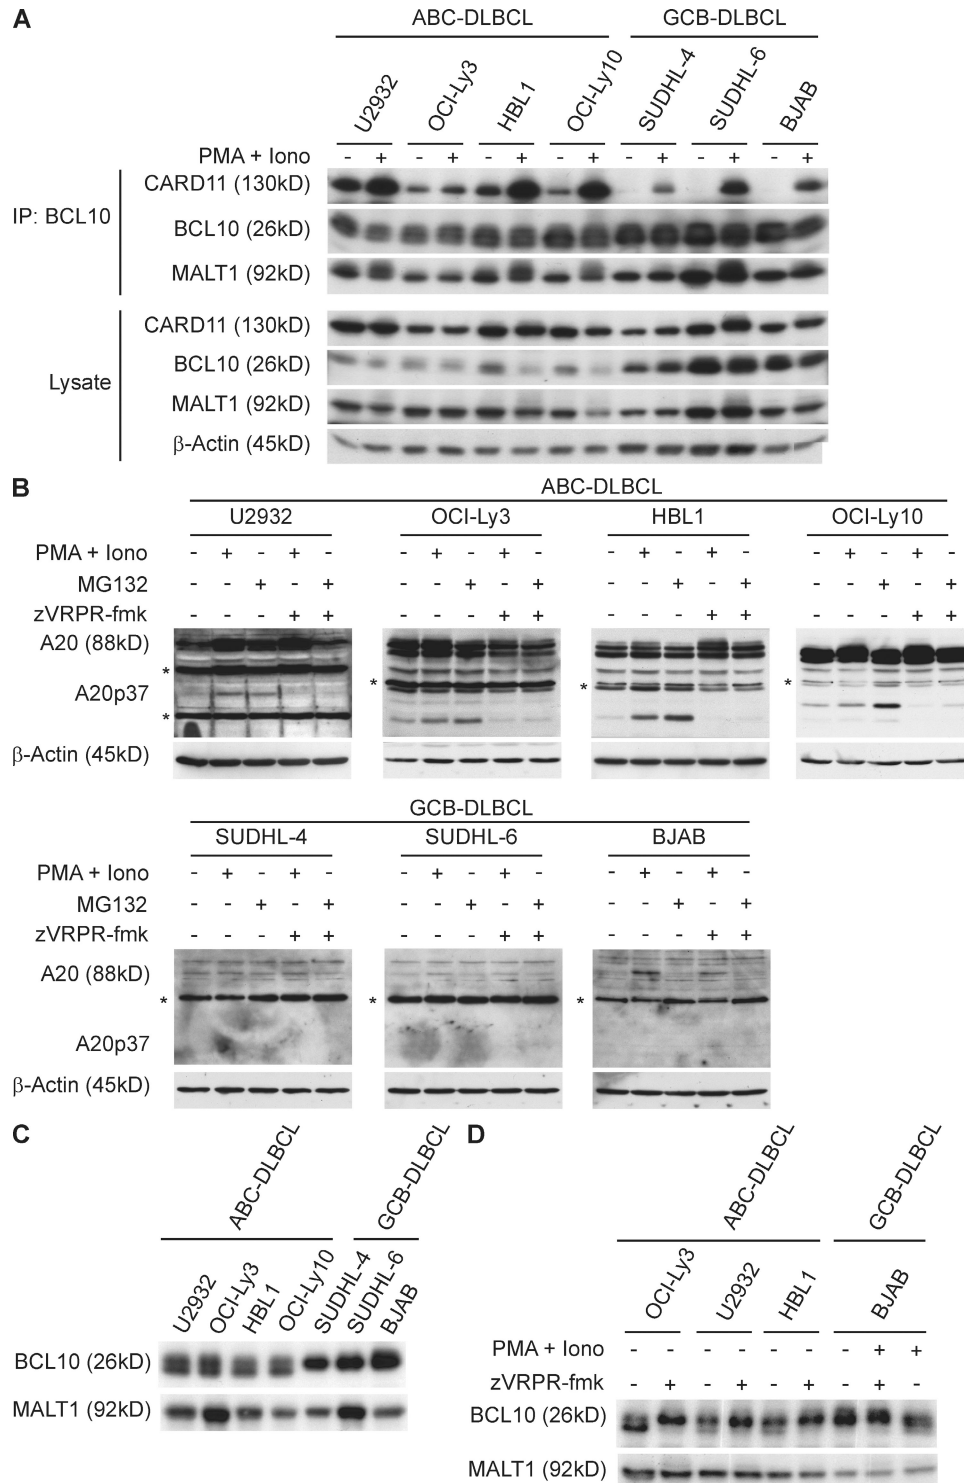 A
ABC-DLBCL GCB-DLBCL
U2932 OCI-Ly3 HBL1 OCI-Ly10 SUDHL-4 SUDHL-6 BJAB
PMA + Iono - + - + - + - + - + - + - +
IP: BCL10
CARD11 (130kD)
BCL10 (26kD)
MALT1 (92kD)
Lysate
CARD11 (130kD)
BCL10 (26kD)
MALT1 (92kD)
β-Actin (45kD)
B
ABC-DLBCL
U2932 OCI-Ly3 HBL1 OCI-Ly10
PMA + Iono - + - + - - + - + - - + - + - - + - + -
MG132 - - + - + - - + - + - - + - + - - + - +
zVRPR-fmk - - - + + - - - + + - - - + + - - - + +
A20 (88kD)
* * * *
A20p37
*
β-Actin (45kD)
GCB-DLBCL
SUDHL-4 SUDHL-6 BJAB
PMA + Iono - + - + - - + - + - - + - + -
MG132 - - + - + - - + - + - - + - +
zVRPR-fmk - - - + + - - - + + - - - + +
A20 (88kD)
* * *
A20p37
β-Actin (45kD)
C
ABC-DLBCL GCB-DLBCL
U2932 OCI-Ly3 HBL1 OCI-Ly10 SUDHL-4 SUDHL-6 BJAB
BCL10 (26kD)
MALT1 (92kD)
D
ABC-DLBCL GCB-DLBCL
OCI-Ly3 U2932 HBL1 BJAB
PMA + Iono - - - - - - - + +
zVRPR-fmk - + - + - + - + -
BCL10 (26kD)
MALT1 (92kD)